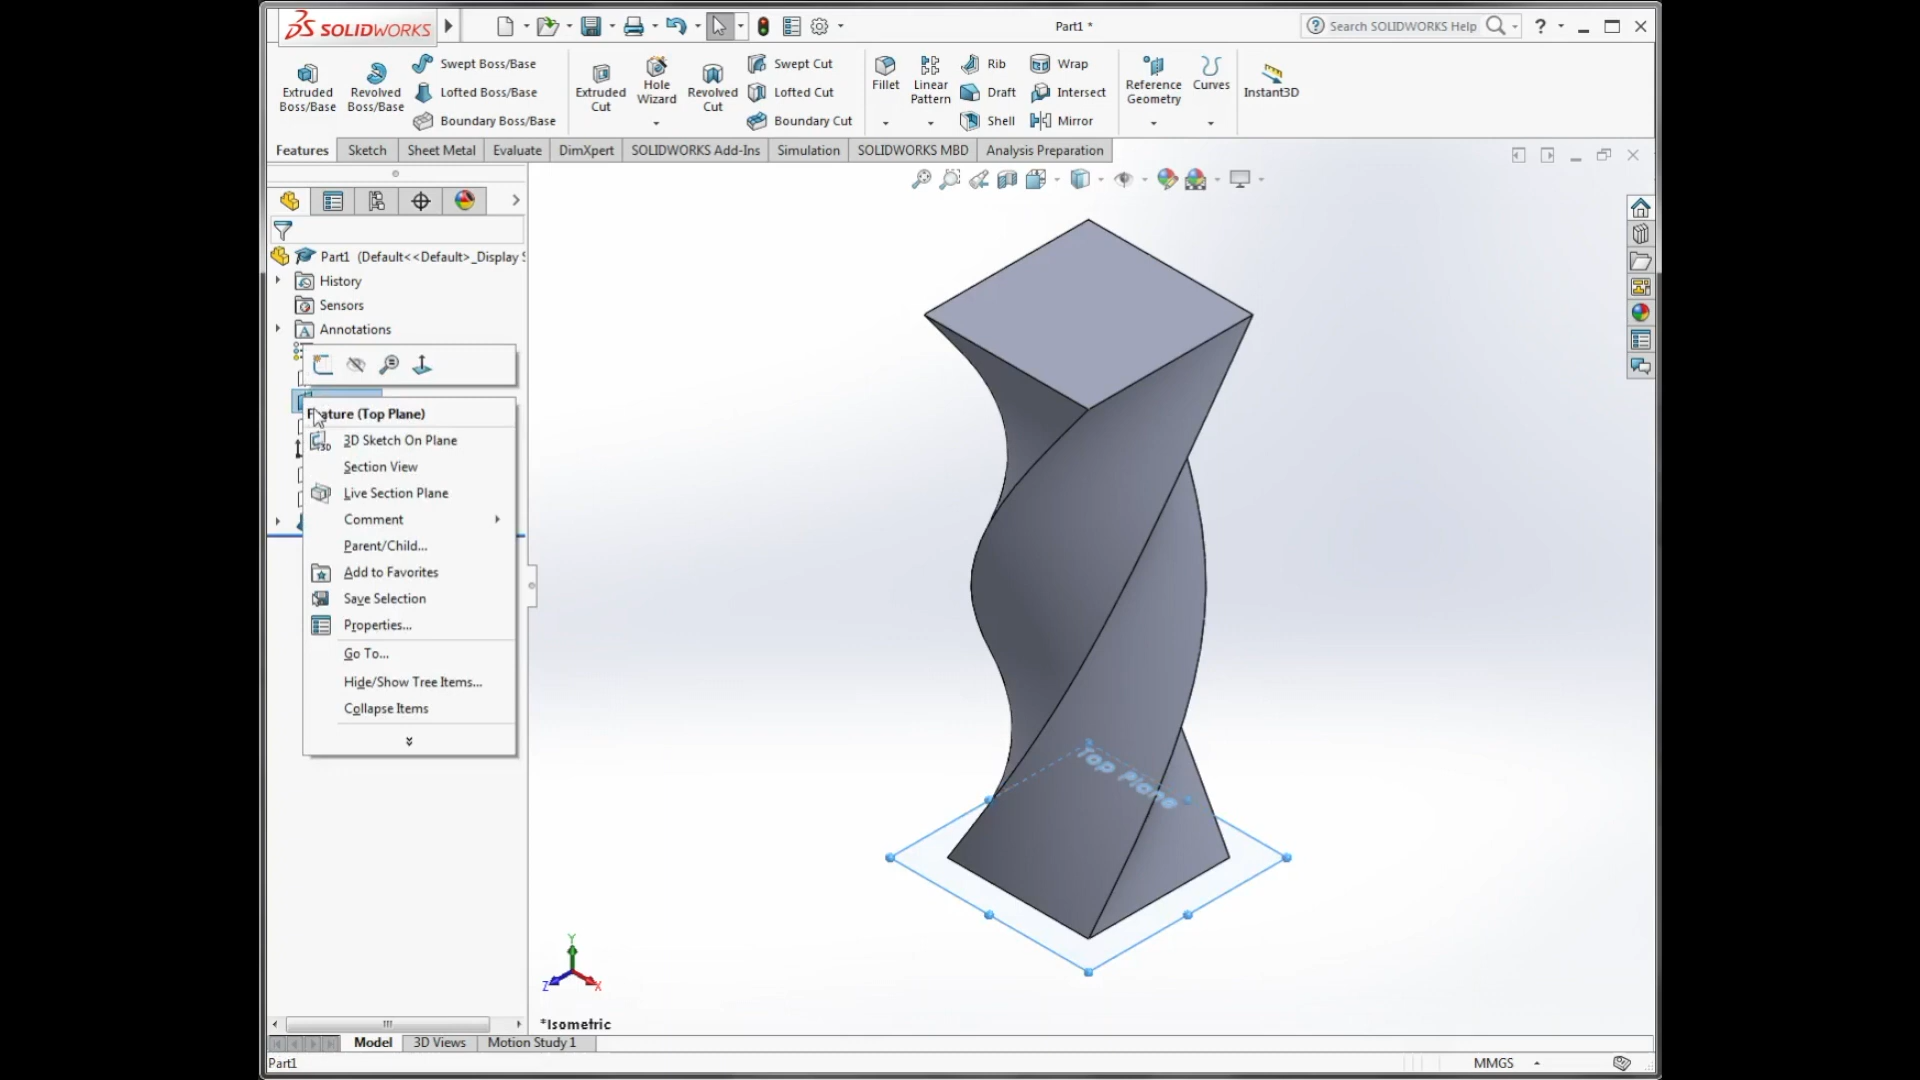 SOLIDWORKS
Part1 *
Search SOLIDWORKS Help
?
Extruded Boss/Base
Revolved Boss/Base
Swept Boss/Base
Lofted Boss/Base
Boundary Boss/Base
Extruded Cut
Hole Wizard
Revolved Cut
Swept Cut
Lofted Cut
Boundary Cut
Fillet
Linear Pattern
Rib
Draft
Shell
Wrap
Intersect
Mirror
Reference Geometry
Curves
Instant3D
Features
Sketch
Sheet Metal
Evaluate
DimXpert
SOLIDWORKS Add-Ins
Simulation
SOLIDWORKS MBD
Analysis Preparation
Part1 (Default<<Default>_Display S
History
Sensors
Annotations
Feature (Top Plane)
3D Sketch On Plane
Section View
Live Section Plane
Comment
Parent/Child...
Add to Favorites
Save Selection
Properties...
Go To...
Hide/Show Tree Items...
Collapse Items
Top Plane
Y
Z
X
*Isometric
Model
3D Views
Motion Study 1
Part1
MMGS